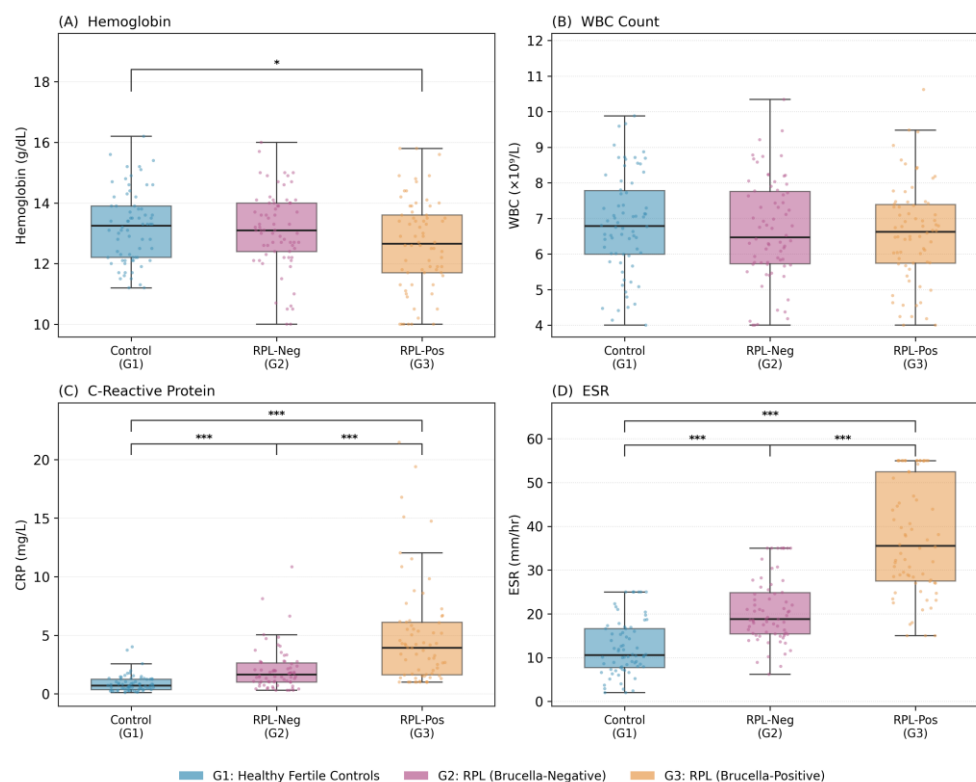 (A) Hemoglobin
*
18
16
14
12
10
Hemoglobin (g/dL)
Control
(G1)
RPL-Neg
(G2)
RPL-Pos
(G3)
(B) WBC Count
12
11
10
9
8
7
6
5
4
WBC (×10⁹/L)
Control
(G1)
RPL-Neg
(G2)
RPL-Pos
(G3)
(C) C-Reactive Protein
***
***
***
20
15
10
5
0
CRP (mg/L)
Control
(G1)
RPL-Neg
(G2)
RPL-Pos
(G3)
(D) ESR
***
***
***
60
50
40
30
20
10
0
ESR (mm/hr)
Control
(G1)
RPL-Neg
(G2)
RPL-Pos
(G3)
G1: Healthy Fertile Controls
G2: RPL (Brucella-Negative)
G3: RPL (Brucella-Positive)